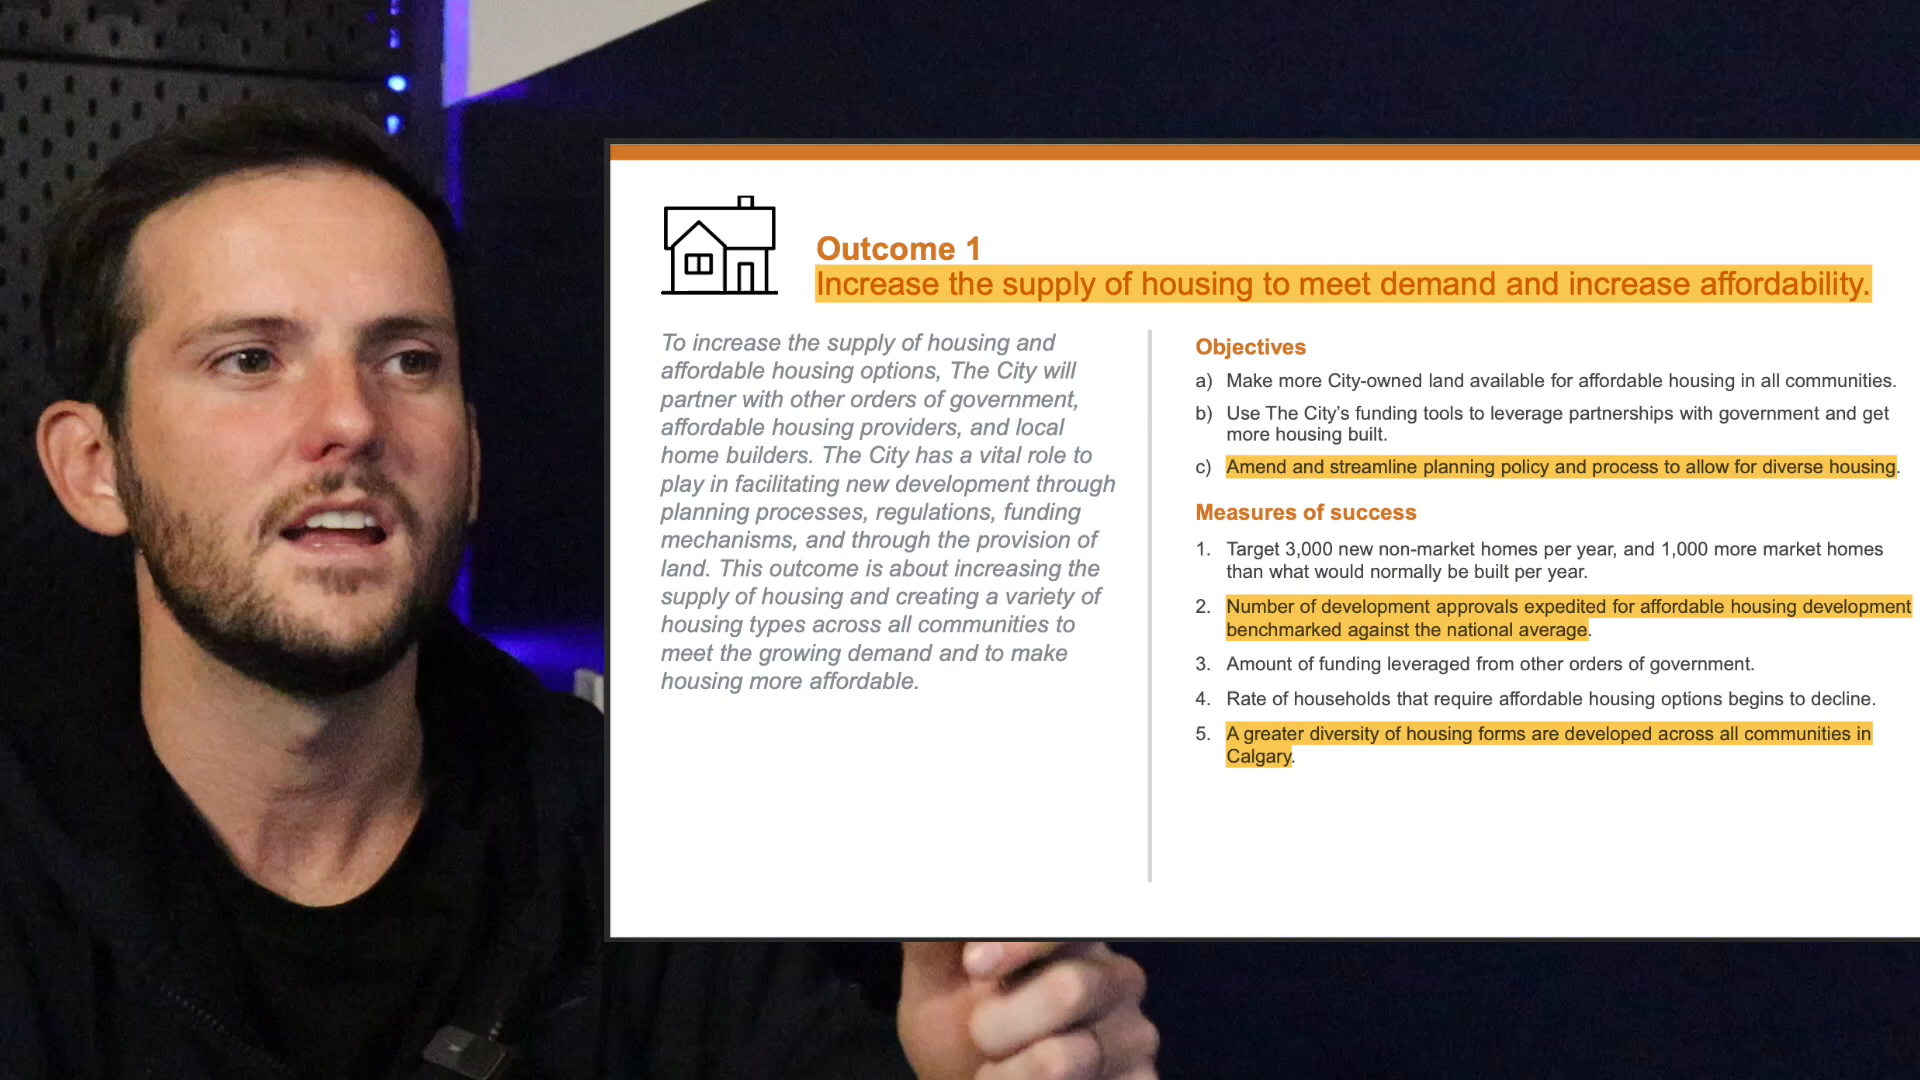 Outcome 1
Increase the supply of housing to meet demand and increase affordability.
To increase the supply of housing and
affordable housing options, The City will
partner with other orders of government,
affordable housing providers, and local
home builders. The City has a vital role to
play in facilitating new development through
planning processes, regulations, funding
mechanisms, and through the provision of
land. This outcome is about increasing the
supply of housing and creating a variety of
housing types across all communities to
meet the growing demand and to make
housing more affordable.
Objectives
a) Make more City-owned land available for affordable housing in all communities.
b) Use The City’s funding tools to leverage partnerships with government and get
more housing built.
c) Amend and streamline planning policy and process to allow for diverse housing.
Measures of success
1. Target 3,000 new non-market homes per year, and 1,000 more market homes
than what would normally be built per year.
2. Number of development approvals expedited for affordable housing development
benchmarked against the national average.
3. Amount of funding leveraged from other orders of government.
4. Rate of households that require affordable housing options begins to decline.
5. A greater diversity of housing forms are developed across all communities in
Calgary.